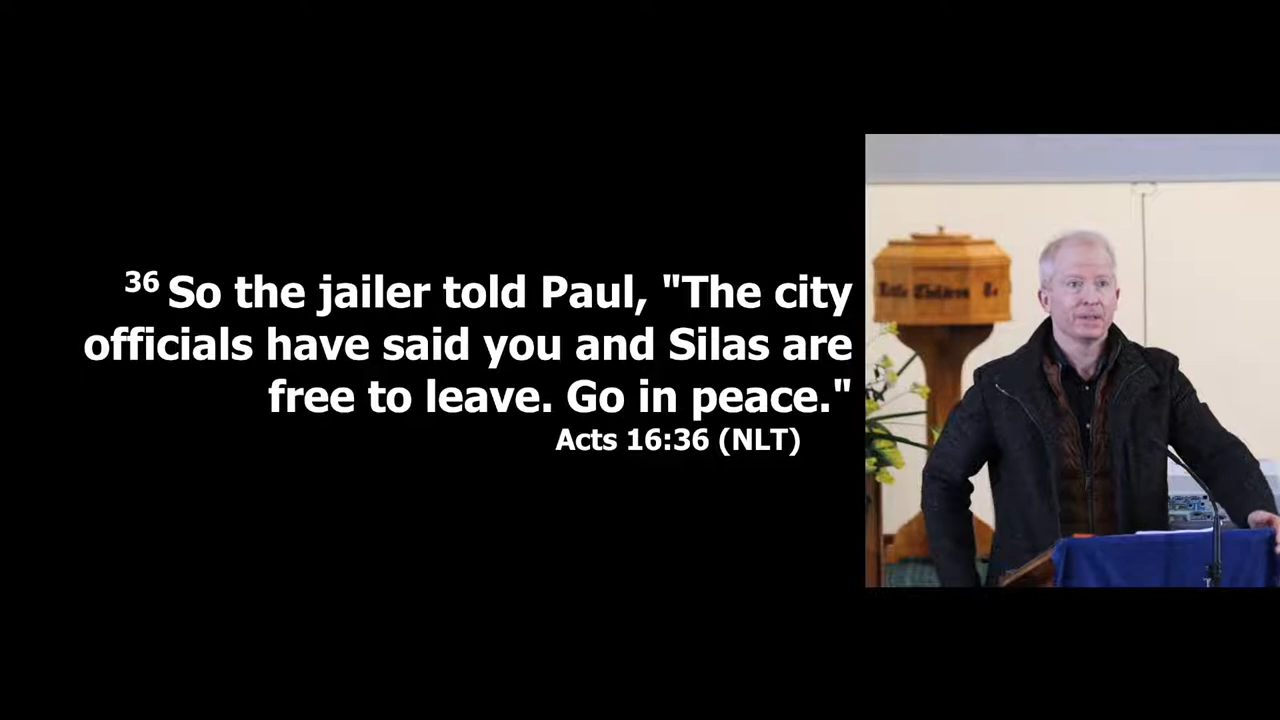 36 So the jailer told Paul, "The city
officials have said you and Silas are
free to leave. Go in peace."
Acts 16:36 (NLT)